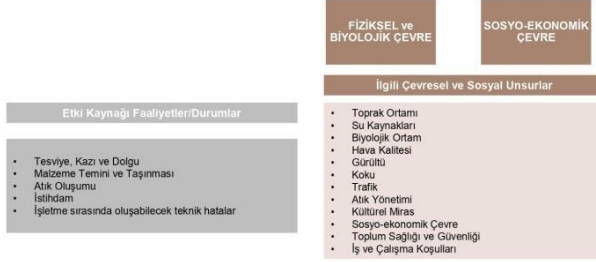 FİZİKSEL ve
BİYOLOJİK ÇEVRE
SOSYO-EKONOMİK
ÇEVRE
İlgili Çevresel ve Sosyal Unsurlar
Etki Kaynağı Faaliyetler/Durumlar
• Tesviye, Kazı ve Dolgu
• Malzeme Temini ve Taşınması
• Atık Oluşumu
• İstihdam
• İşletme sırasında oluşabilecek teknik hatalar
• Toprak Ortamı
• Su Kaynakları
• Biyolojik Ortam
• Hava Kalitesi
• Gürültü
• Koku
• Trafik
• Atık Yönetimi
• Kültürel Miras
• Sosyo-ekonomik Çevre
• Toplum Sağlığı ve Güvenliği
• İş ve Çalışma Koşulları